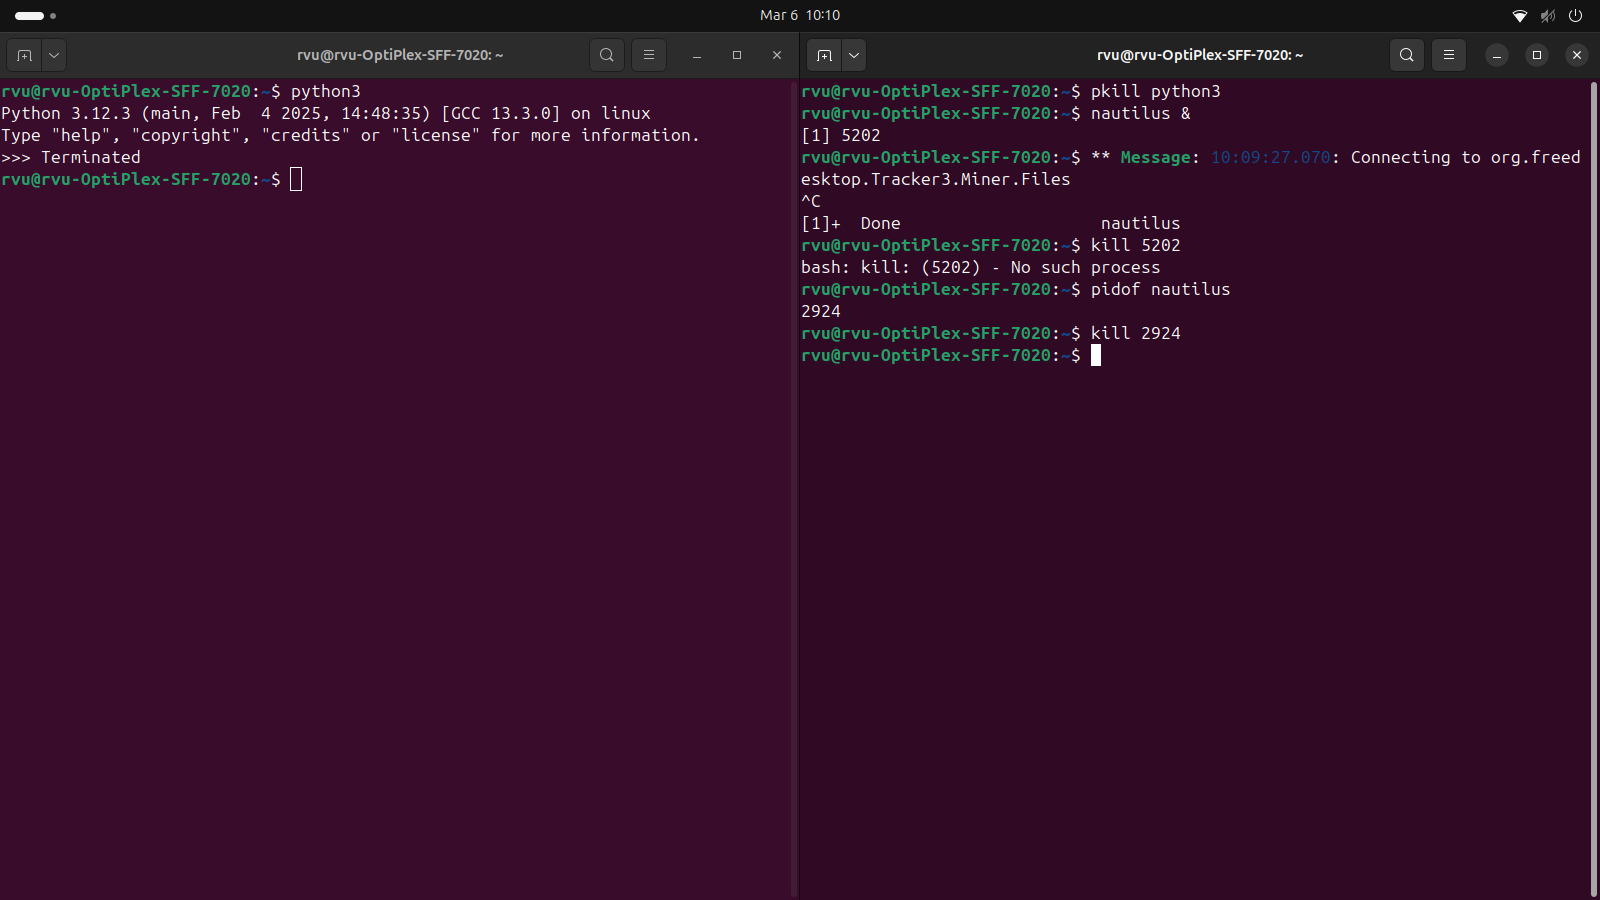 Mar 6 10:10
rvu@rvu-OptiPlex-SFF-7020: ~
rvu@rvu-OptiPlex-SFF-7020:~$ python3
Python 3.12.3 (main, Feb  4 2025, 14:48:35) [GCC 13.3.0] on linux
Type "help", "copyright", "credits" or "license" for more information.
>>> Terminated
rvu@rvu-OptiPlex-SFF-7020:~$
rvu@rvu-OptiPlex-SFF-7020: ~
rvu@rvu-OptiPlex-SFF-7020:~$ pkill python3
rvu@rvu-OptiPlex-SFF-7020:~$ nautilus &
[1] 5202
rvu@rvu-OptiPlex-SFF-7020:~$ ** Message: 10:09:27.070: Connecting to org.freed
esktop.Tracker3.Miner.Files
^C
[1]+  Done                    nautilus
rvu@rvu-OptiPlex-SFF-7020:~$ kill 5202
bash: kill: (5202) - No such process
rvu@rvu-OptiPlex-SFF-7020:~$ pidof nautilus
2924
rvu@rvu-OptiPlex-SFF-7020:~$ kill 2924
rvu@rvu-OptiPlex-SFF-7020:~$